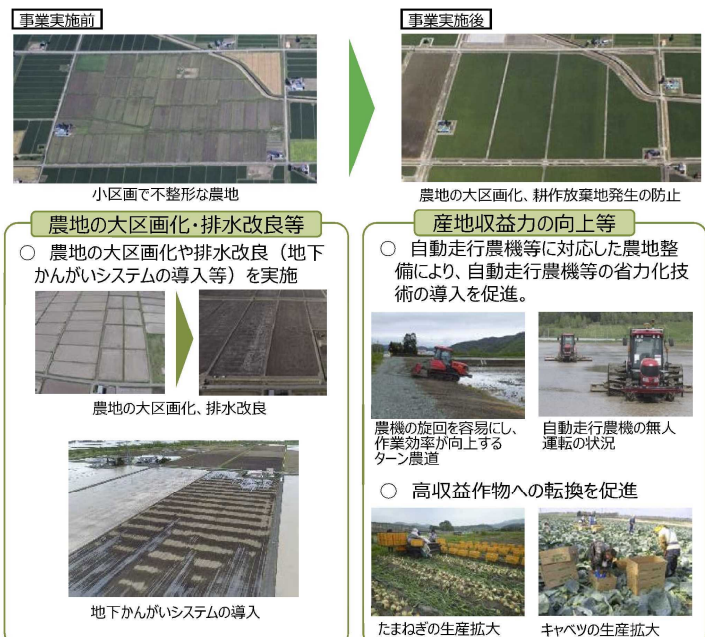 事業実施前
事業実施後
小区画で不整形な農地
農地の大区画化、耕作放棄地発生の防止
農地の大区画化・排水改良等
○ 農地の大区画化や排水改良（地下
かんがいシステムの導入等）を実施
農地の大区画化、排水改良
地下かんがいシステムの導入
産地収益力の向上等
○ 自動走行農機等に対応した農地整
備により、自動走行農機等の省力化技
術の導入を促進。
農機の旋回を容易にし、
作業効率が向上する
ターン農道
自動走行農機の無人
運転の状況
○ 高収益作物への転換を促進
たまねぎの生産拡大
キャベツの生産拡大